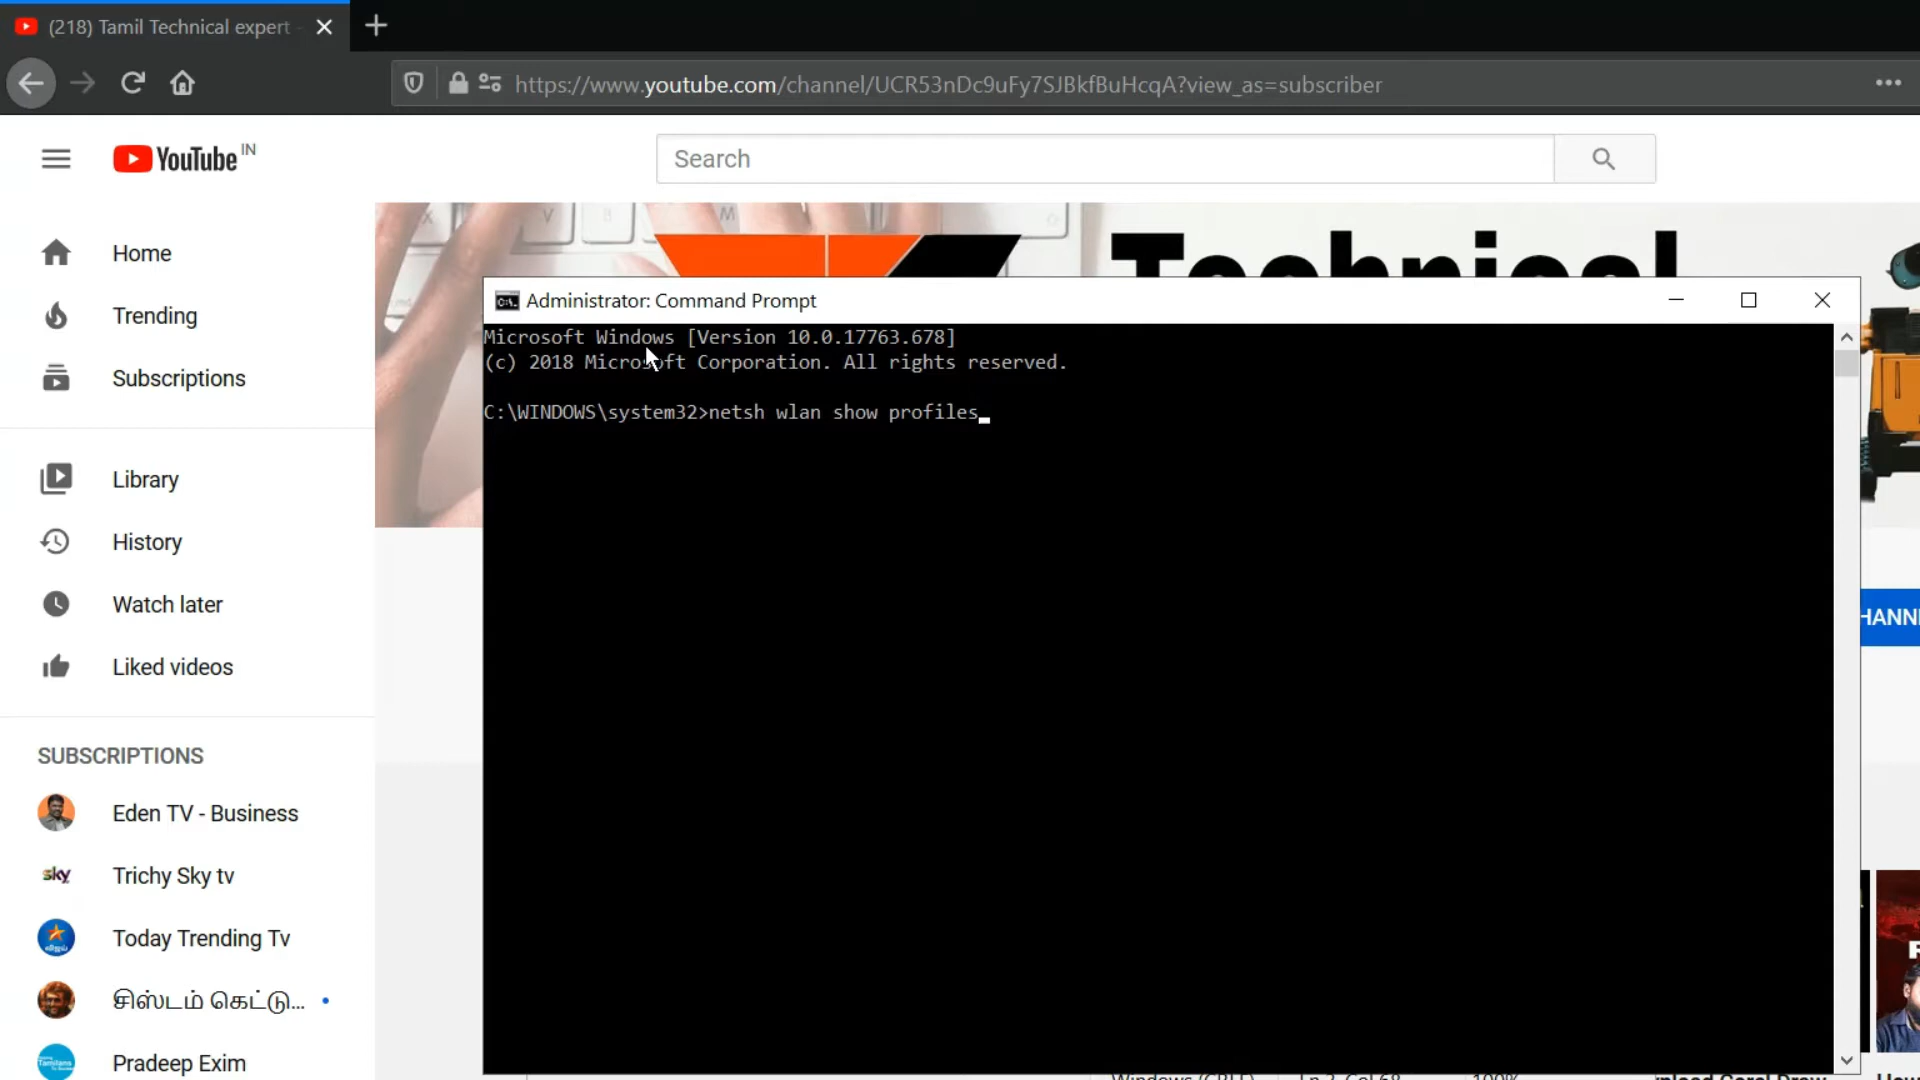 (218) Tamil Technical expert
https://www.youtube.com/channel/UCR53nDc9uFy7SJBkfBuHcqA?view_as=subscriber
YouTube IN
Search
Home
Trending
Subscriptions
Library
History
Watch later
Liked videos
SUBSCRIPTIONS
Eden TV - Business
sky Trichy Sky tv
Today Trending Tv
சிஸ்டம் கெட்டு...
Pradeep Exim
Technical
Administrator: Command Prompt
Microsoft Windows [Version 10.0.17763.678]
(c) 2018 Microsoft Corporation. All rights reserved.
C:\WINDOWS\system32>netsh wlan show profiles